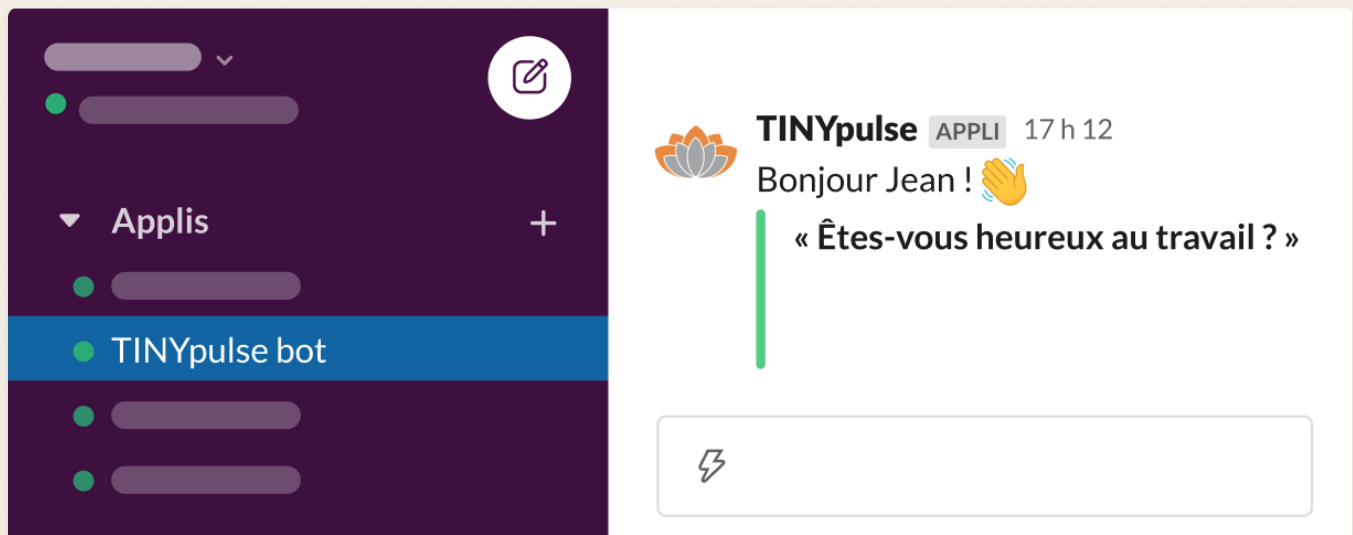 Applis
TINYpulse bot
TINYpulse APPLI 17 h 12
Bonjour Jean ! 👋
« Êtes-vous heureux au travail ? »